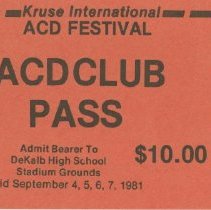 Kruse International
ACD FESTIVAL
ACD CLUB
PASS
Admit Bearer To
DeKalb High School
Stadium Grounds
$10.00
id September 4, 5, 6, 7, 1981